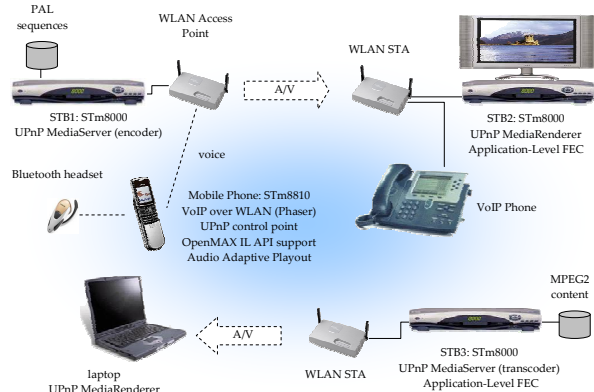 PAL
sequences
WLAN Access
Point
WLAN STA
A/V
STB1: STm8000
UPnP MediaServer (encoder)
STB2: STm8000
UPnP MediaRenderer
Application-Level FEC
voice
Bluetooth headset
Mobile Phone: STm8810
VoIP over WLAN (Phaser)
UPnP control point
OpenMAX IL API support
Audio Adaptive Playout
VoIP Phone
MPEG2
content
A/V
laptop
UPnP MediaRenderer
WLAN STA
STB3: STm8000
UPnP MediaServer (transcoder)
Application-Level FEC